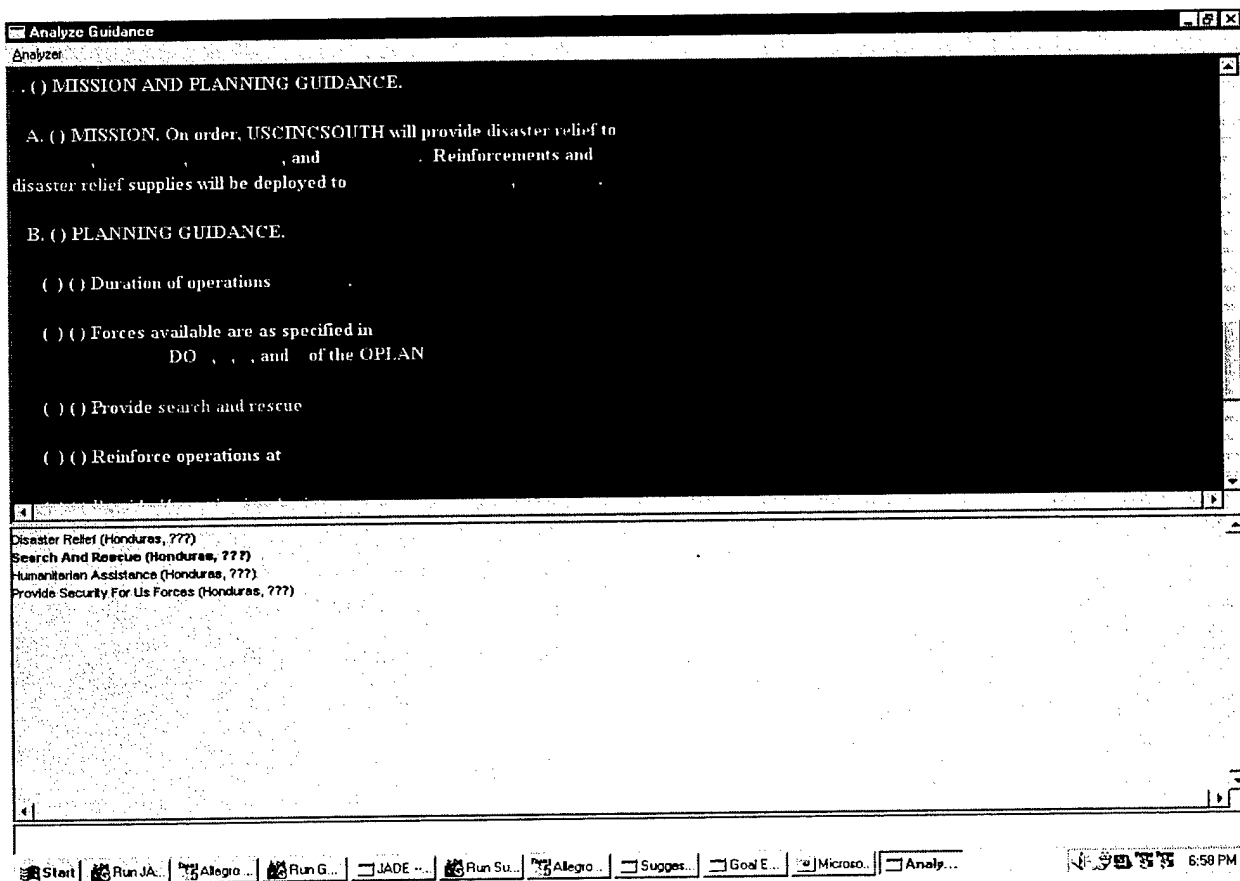 Analyze Guidance
Analyzer
. . () MISSION AND PLANNING GUIDANCE.
A. () MISSION. On order, USCINCSOUTH will provide disaster relief to
, , , and . Reinforcements and
disaster relief supplies will be deployed to , .
B. () PLANNING GUIDANCE.
( ) () Duration of operations .
( ) () Forces available are as specified in
DO , , , and of the OPLAN
( ) () Provide search and rescue
( ) () Reinforce operations at
Disaster Relief (Honduras, ???)
Search And Rescue (Honduras, ???)
Humanitarian Assistance (Honduras, ???)
Provide Security For Us Forces (Honduras, ???)
Start Run JA... Allegro ... Run G... JADE --... Run Su... Allegro ... Sugges... Goal E... Microso... Analy... 6:58 PM